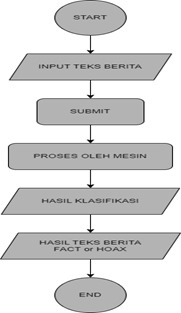 START
INPUT TEKS BERITA
SUBMIT
PROSES OLEH MESIN
HASIL KLASIFIKASI
HASIL TEKS BERITA
FACT or HOAX
END